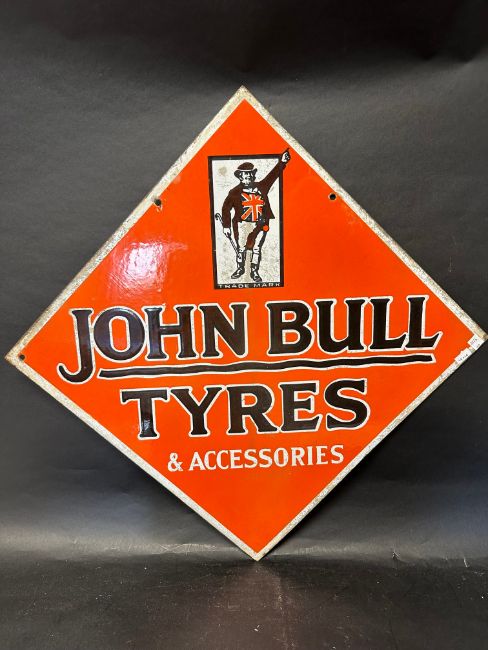 TRADE MARK
JOHN BULL
TYRES
& ACCESSORIES